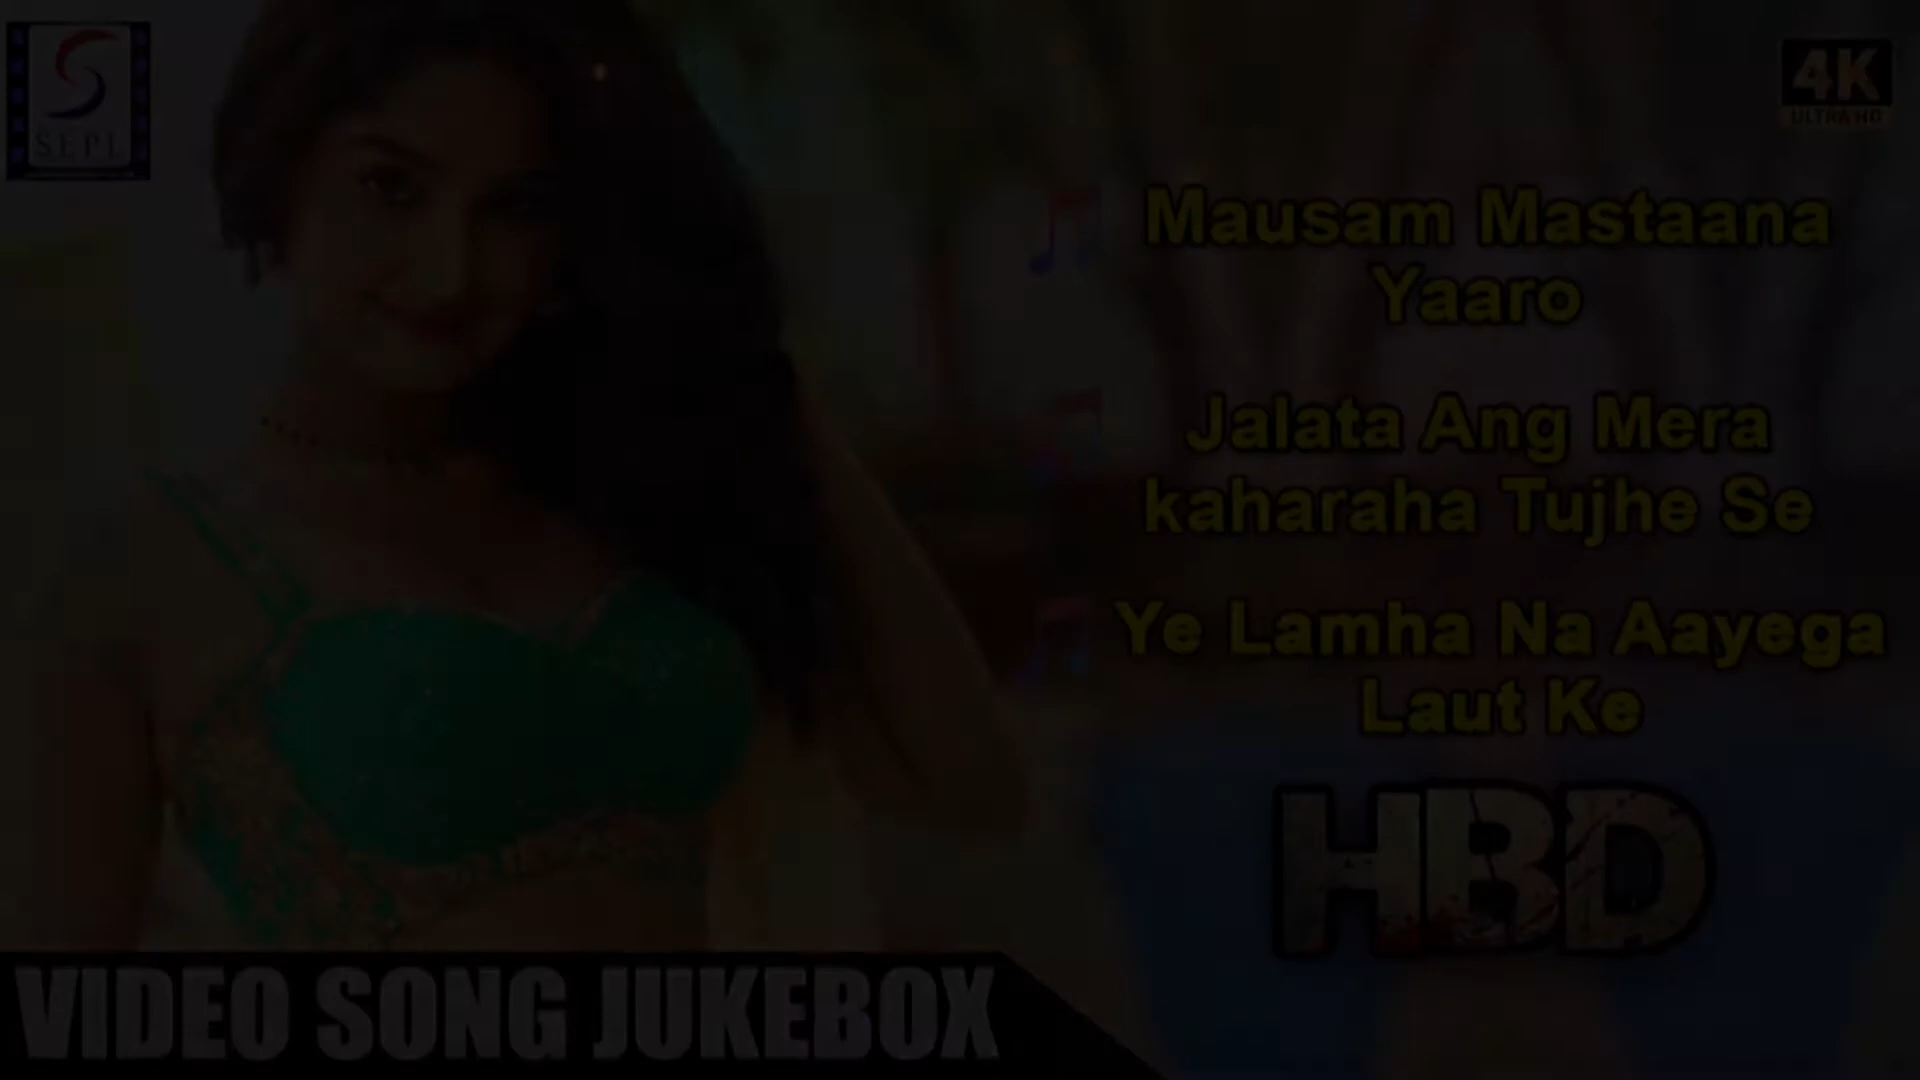 SEPL
4K
ULTRA HD
Mausam Mastaana
Yaaro
Jalata Ang Mera
kaharaha Tujhe Se
Ye Lamha Na Aayega
Laut Ke
HBD
VIDEO SONG JUKEBOX